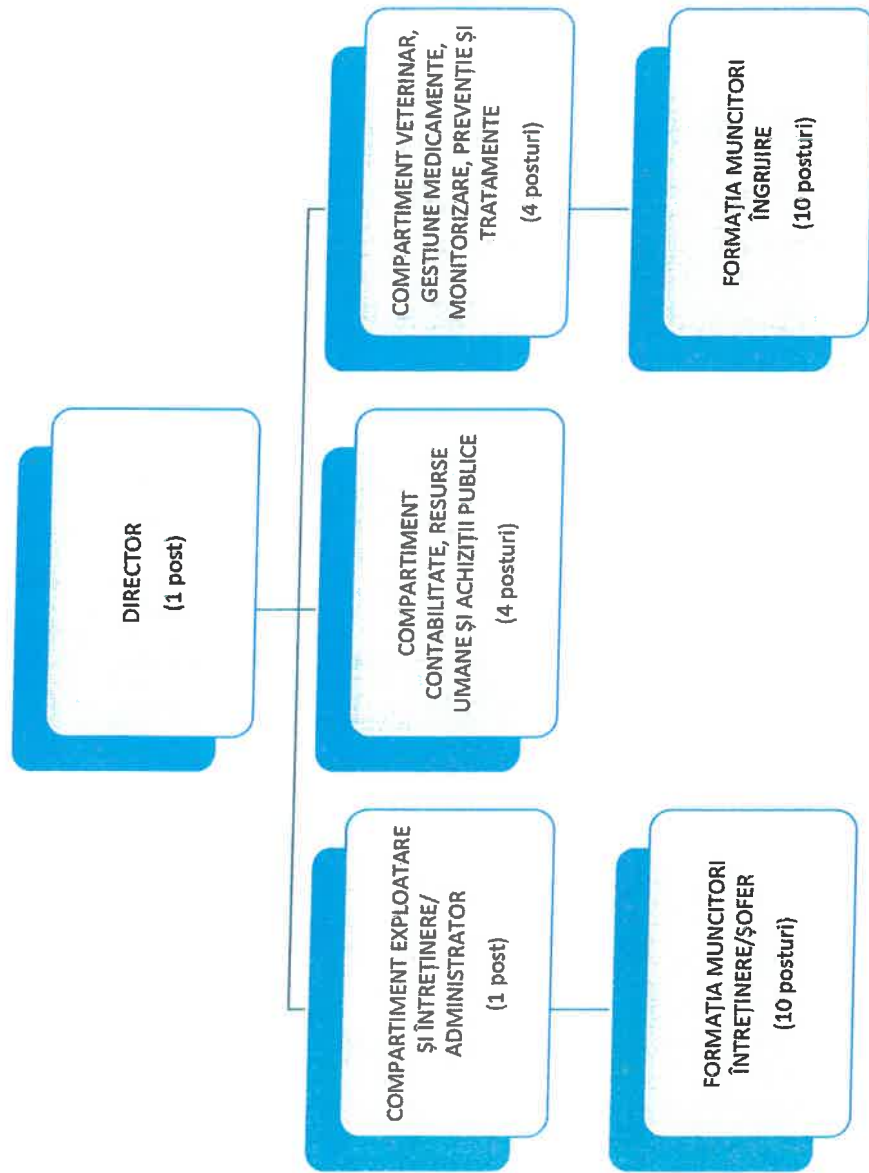 DIRECTOR
(1 post)
COMPARTIMENT EXPLOATARE
ȘI ÎNTREȚINERE/
ADMINISTRATOR
(1 post)
COMPARTIMENT
CONTABILITATE, RESURSE
UMANE ȘI ACHIZIȚII PUBLICE
(4 posturi)
COMPARTIMENT VETERINAR,
GESTIUNE MEDICAMENTE,
MONITORIZARE, PREVENȚIE ȘI
TRATAMENTE
(4 posturi)
FORMAȚIA MUNCITORI
ÎNTREȚINERE/ȘOFER
(10 posturi)
FORMAȚIA MUNCITORI
ÎNGRIJIRE
(10 posturi)